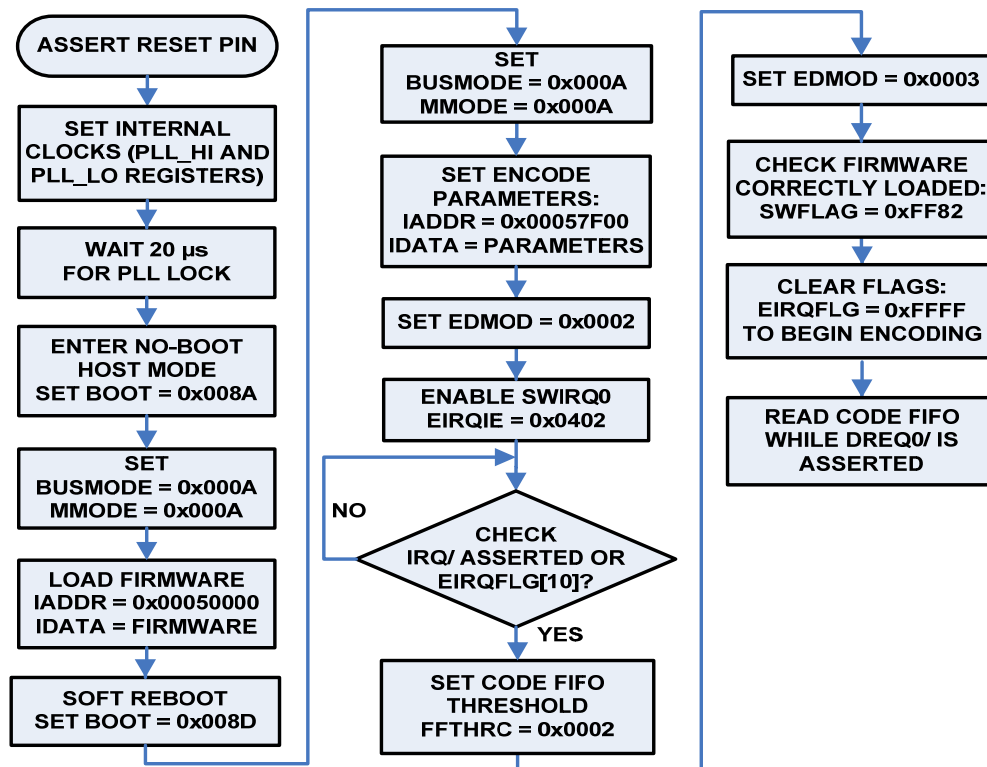 ASSERT RESET PIN
SET INTERNAL
CLOCKS (PLL_HI AND
PLL_LO REGISTERS)
WAIT 20 µs
FOR PLL LOCK
ENTER NO-BOOT
HOST MODE
SET BOOT = 0x008A
SET
BUSMODE = 0x000A
MMODE = 0x000A
LOAD FIRMWARE
IADDR = 0x00050000
IDATA = FIRMWARE
SOFT REBOOT
SET BOOT = 0x008D
SET
BUSMODE = 0x000A
MMODE = 0x000A
SET ENCODE
PARAMETERS:
IADDR = 0x00057F00
IDATA = PARAMETERS
SET EDMOD = 0x0002
ENABLE SWIRQ0
EIRQIE = 0x0402
NO
CHECK
IRQ/ ASSERTED OR
EIRQFLG[10]?
YES
SET CODE FIFO
THRESHOLD
FFTHRC = 0x0002
SET EDMOD = 0x0003
CHECK FIRMWARE
CORRECTLY LOADED:
SWFLAG = 0xFF82
CLEAR FLAGS:
EIRQFLG = 0xFFFF
TO BEGIN ENCODING
READ CODE FIFO
WHILE DREQ0/ IS
ASSERTED